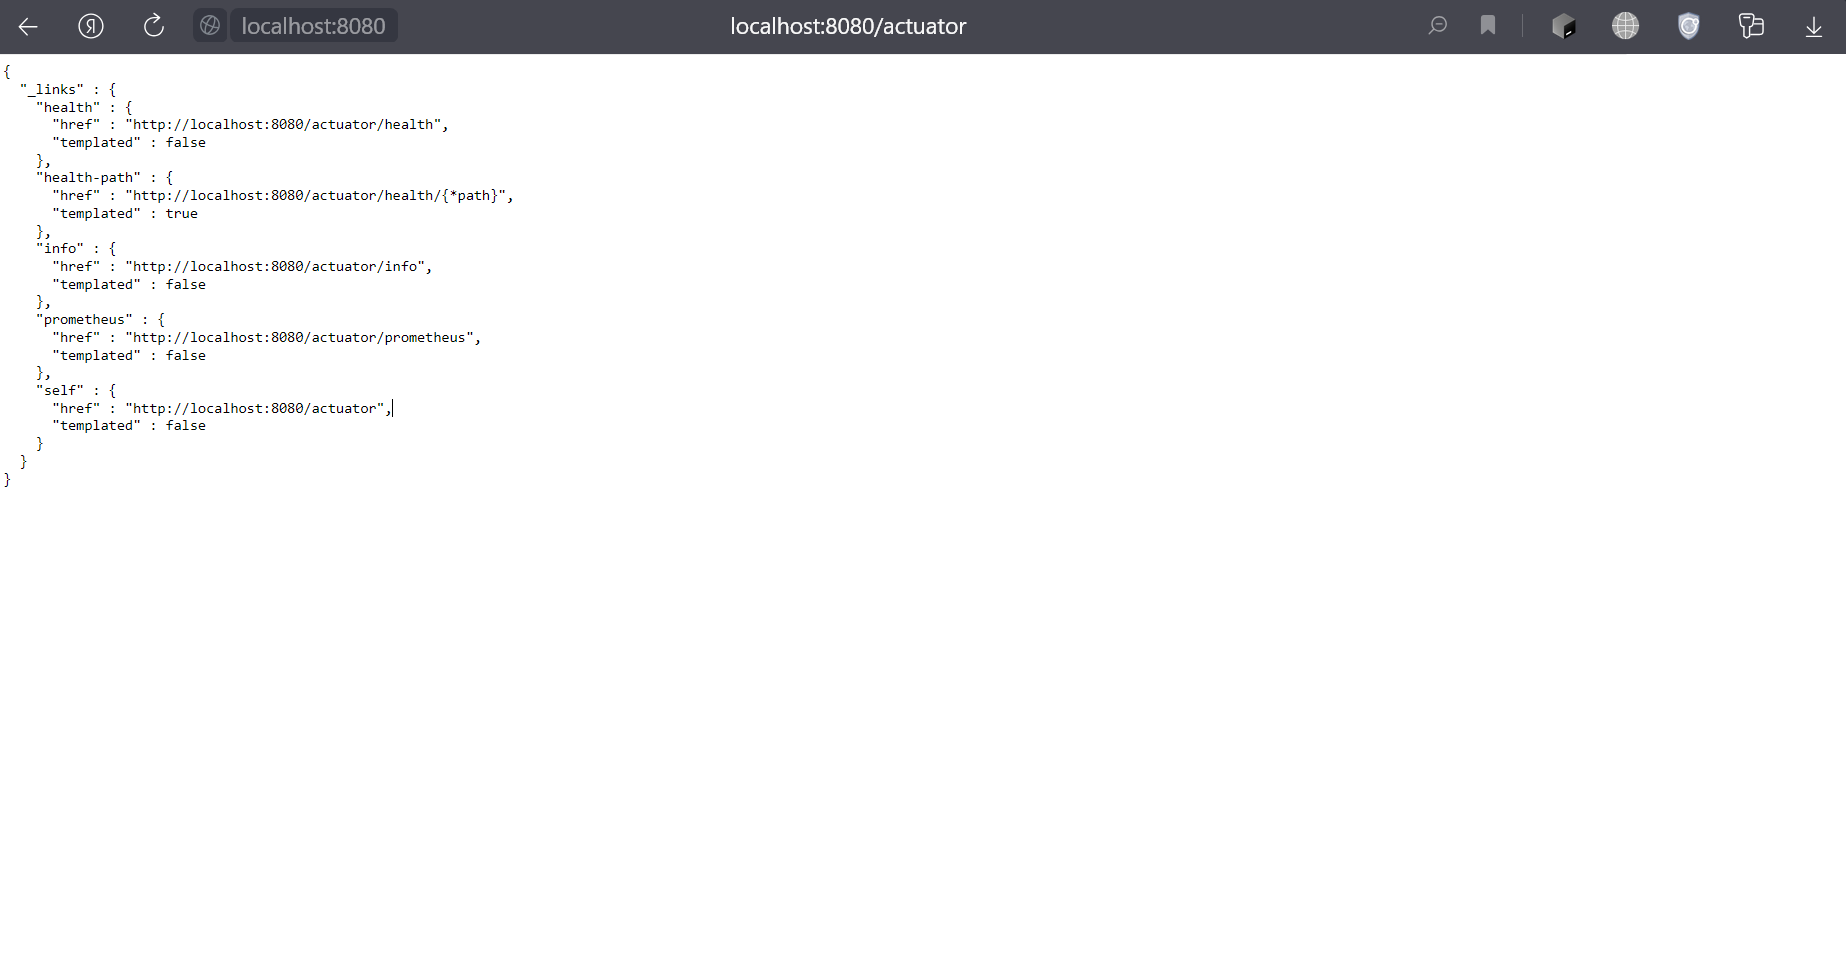 localhost:8080
localhost:8080/actuator
{
  "_links" : {
    "health" : {
      "href" : "http://localhost:8080/actuator/health",
      "templated" : false
    },
    "health-path" : {
      "href" : "http://localhost:8080/actuator/health/{*path}",
      "templated" : true
    },
    "info" : {
      "href" : "http://localhost:8080/actuator/info",
      "templated" : false
    },
    "prometheus" : {
      "href" : "http://localhost:8080/actuator/prometheus",
      "templated" : false
    },
    "self" : {
      "href" : "http://localhost:8080/actuator",
      "templated" : false
    }
  }
}